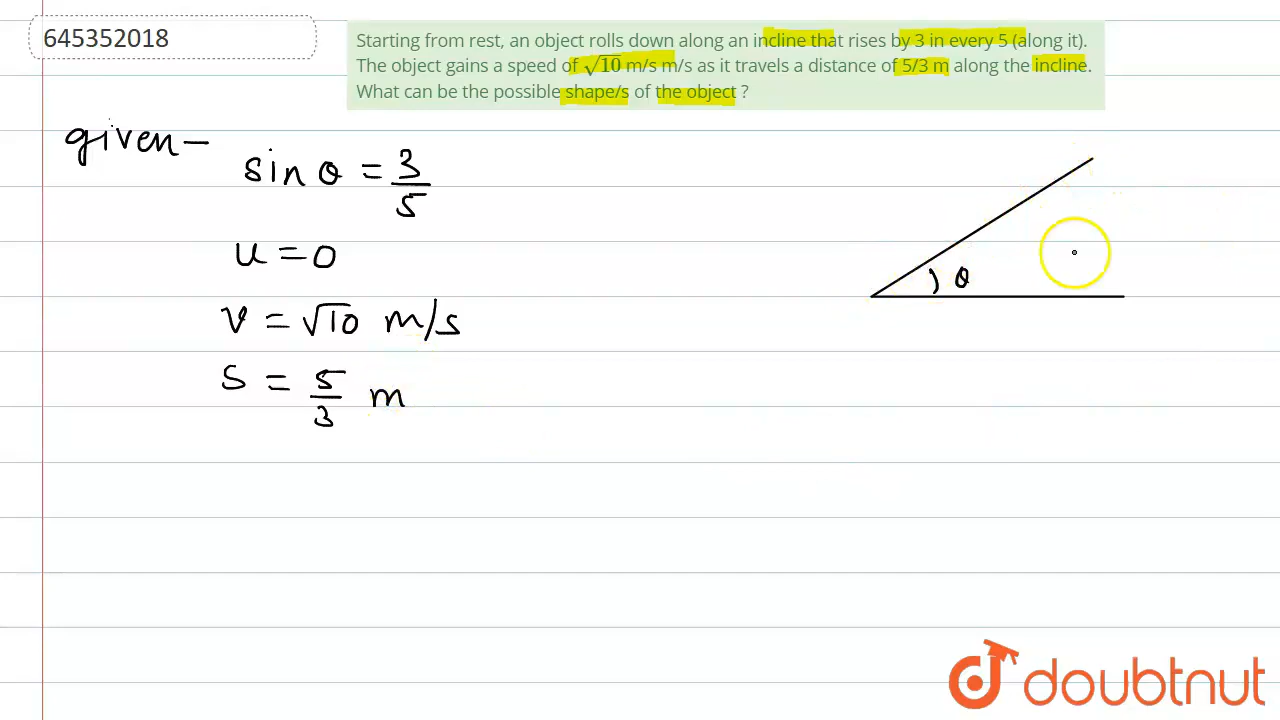 645352018
Starting from rest, an object rolls down along an incline that rises by 3 in every 5 (along it).
The object gains a speed of √10 m/s m/s as it travels a distance of 5/3 m along the incline.
What can be the possible shape/s of the object ?
given—
sin θ = 3/5
u = 0
v = √10 m/s
s = 5/3 m
θ
doubtnut